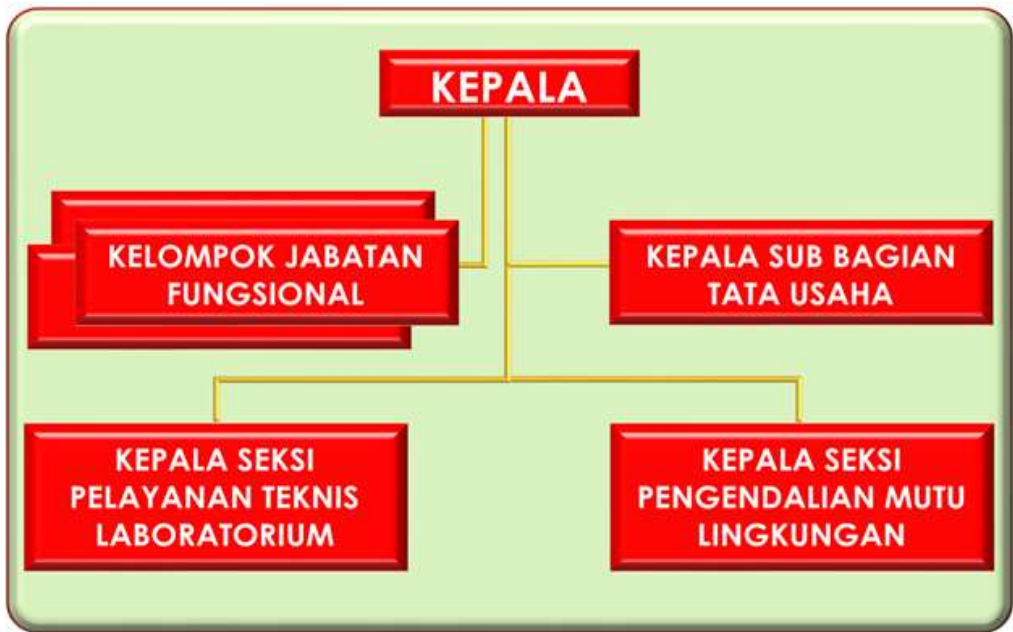 KEPALA
KELOMPOK JABATAN
FUNGSIONAL
KEPALA SUB BAGIAN
TATA USAHA
KEPALA SEKSI
PELAYANAN TEKNIS
LABORATORIUM
KEPALA SEKSI
PENGENDALIAN MUTU
LINGKUNGAN